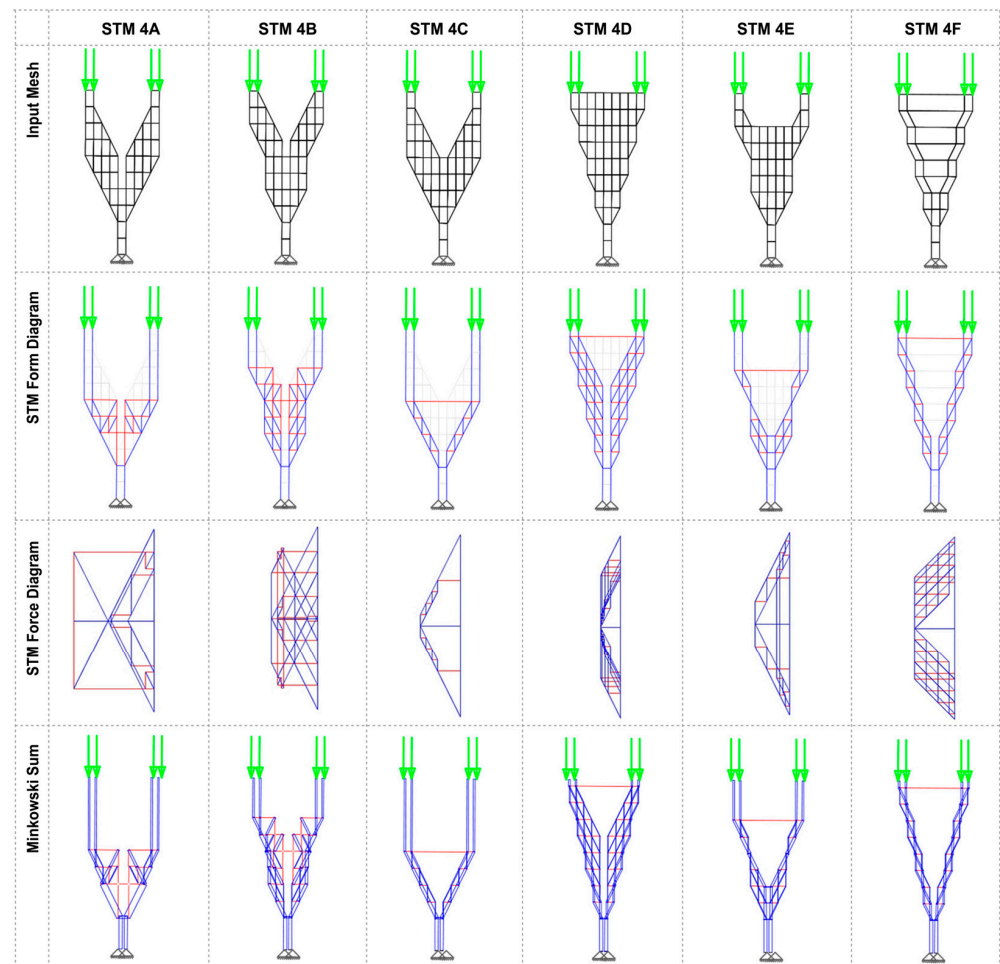 STM 4A STM 4B STM 4C STM 4D STM 4E STM 4F
Input Mesh
STM Form Diagram
STM Force Diagram
Minkowski Sum